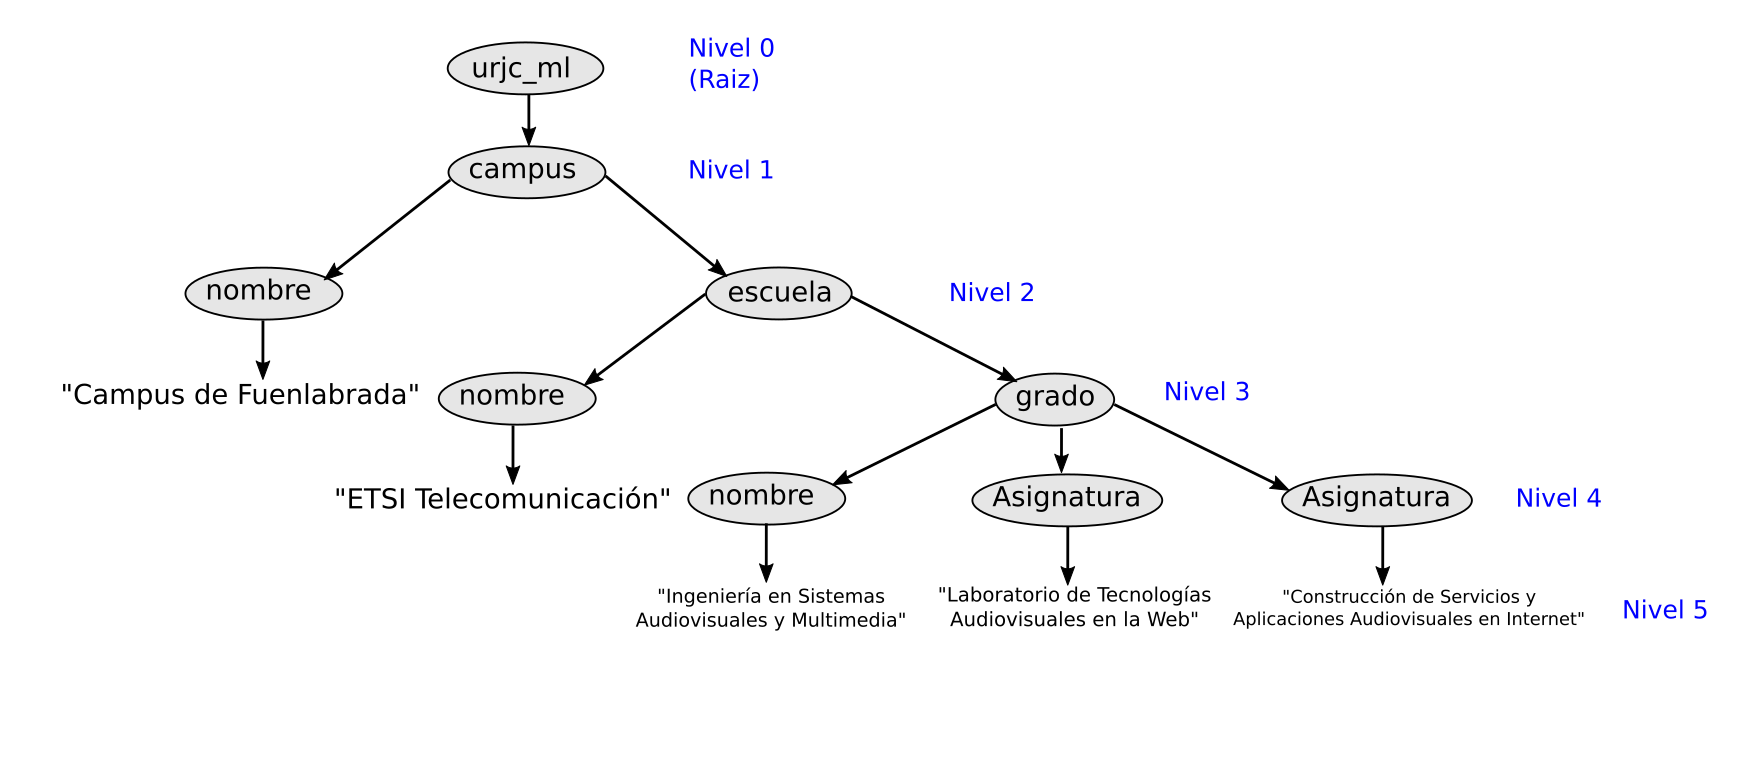 urjc_ml
Nivel 0
(Raiz)
campus
Nivel 1
nombre
escuela
Nivel 2
"Campus de Fuenlabrada"
nombre
grado
Nivel 3
"ETSI Telecomunicación"
nombre
Asignatura
Asignatura
Nivel 4
"Ingeniería en Sistemas
Audiovisuales y Multimedia"
"Laboratorio de Tecnologías
Audiovisuales en la Web"
"Construcción de Servicios y
Aplicaciones Audiovisuales en Internet"
Nivel 5